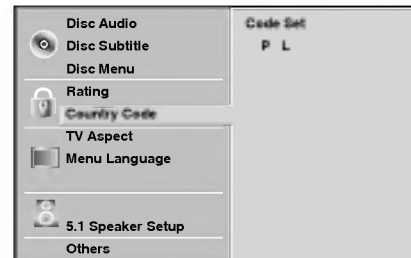 Disc Audio
Disc Subtitle
Disc Menu
Rating
Country Code
TV Aspect
Menu Language
5.1 Speaker Setup
Others
Code Set
P L